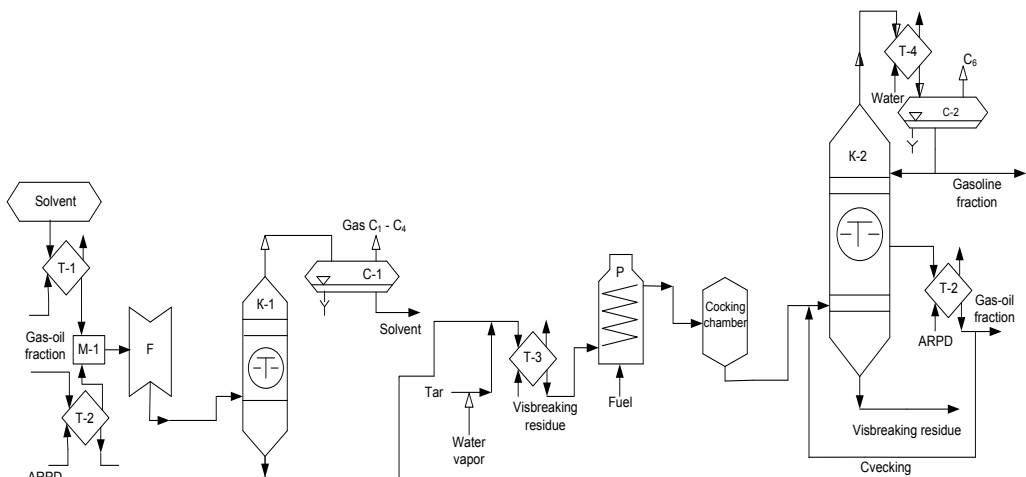 Solvent
T-1
Gas-oil
fraction
M-1
T-2
ARPD
F
K-1
Gas C1 - C4
C-1
Solvent
Tar
Water
vapor
T-3
Visbreaking
residue
P
Fuel
Cocking
chamber
T-4
Water
C6
C-2
K-2
Gasoline
fraction
T-2
Gas-oil
fraction
ARPD
Visbreaking residue
Cvecking